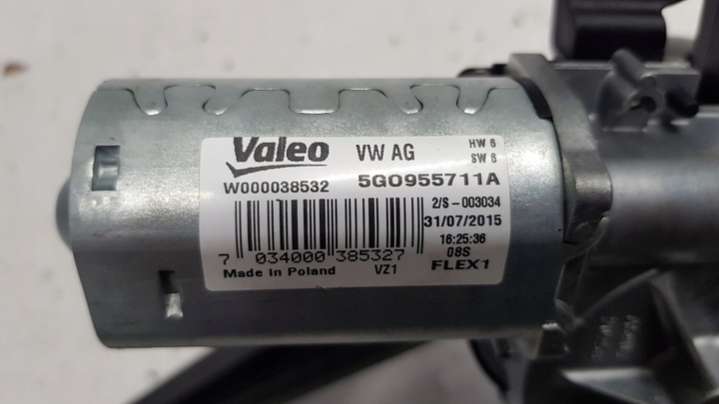 Valeo VW AG HW 6
SW 8
W000038532 5G0955711A
2/S-003034
31/07/2015
16:25:36
7 034000 385327 08S
Made in Poland VZ1 FLEX1